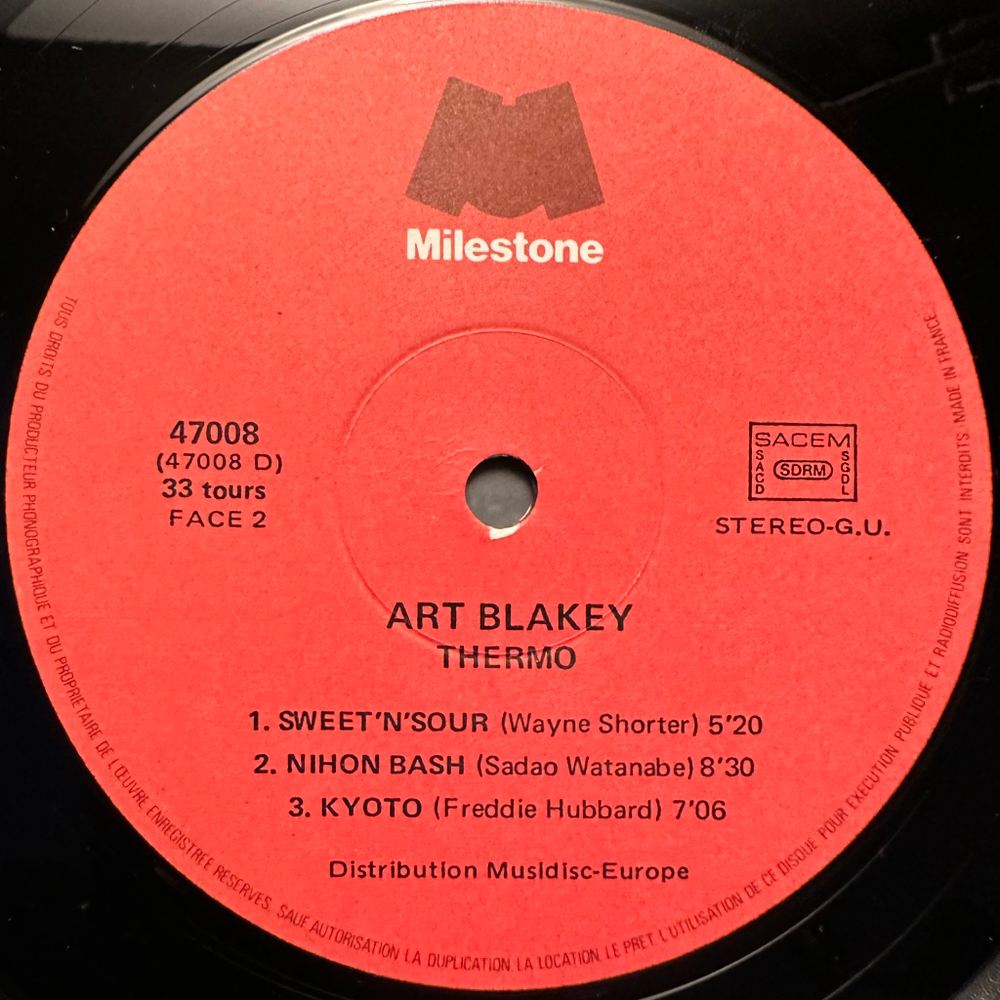 Milestone
47008
(47008 D)
33 tours
FACE 2
SACEM
SACD
SDRM
SGDL
STEREO-G.U.
ART BLAKEY
THERMO
1. SWEET'N'SOUR (Wayne Shorter) 5'20
2. NIHON BASH (Sadao Watanabe) 8'30
3. KYOTO (Freddie Hubbard) 7'06
Distribution Musidisc-Europe
TOUS DROITS DU PRODUCTEUR PHONOGRAPHIQUE ET DU PROPRIETAIRE DE L'ŒUVRE ENREGISTREE RESERVES. SAUF AUTORISATION LA DUPLICATION LA LOCATION LE PRET L'UTILISATION DE CE DISQUE POUR EXECUTION PUBLIQUE ET RADIODIFFUSION SONT INTERDITS MADE IN FRANCE.